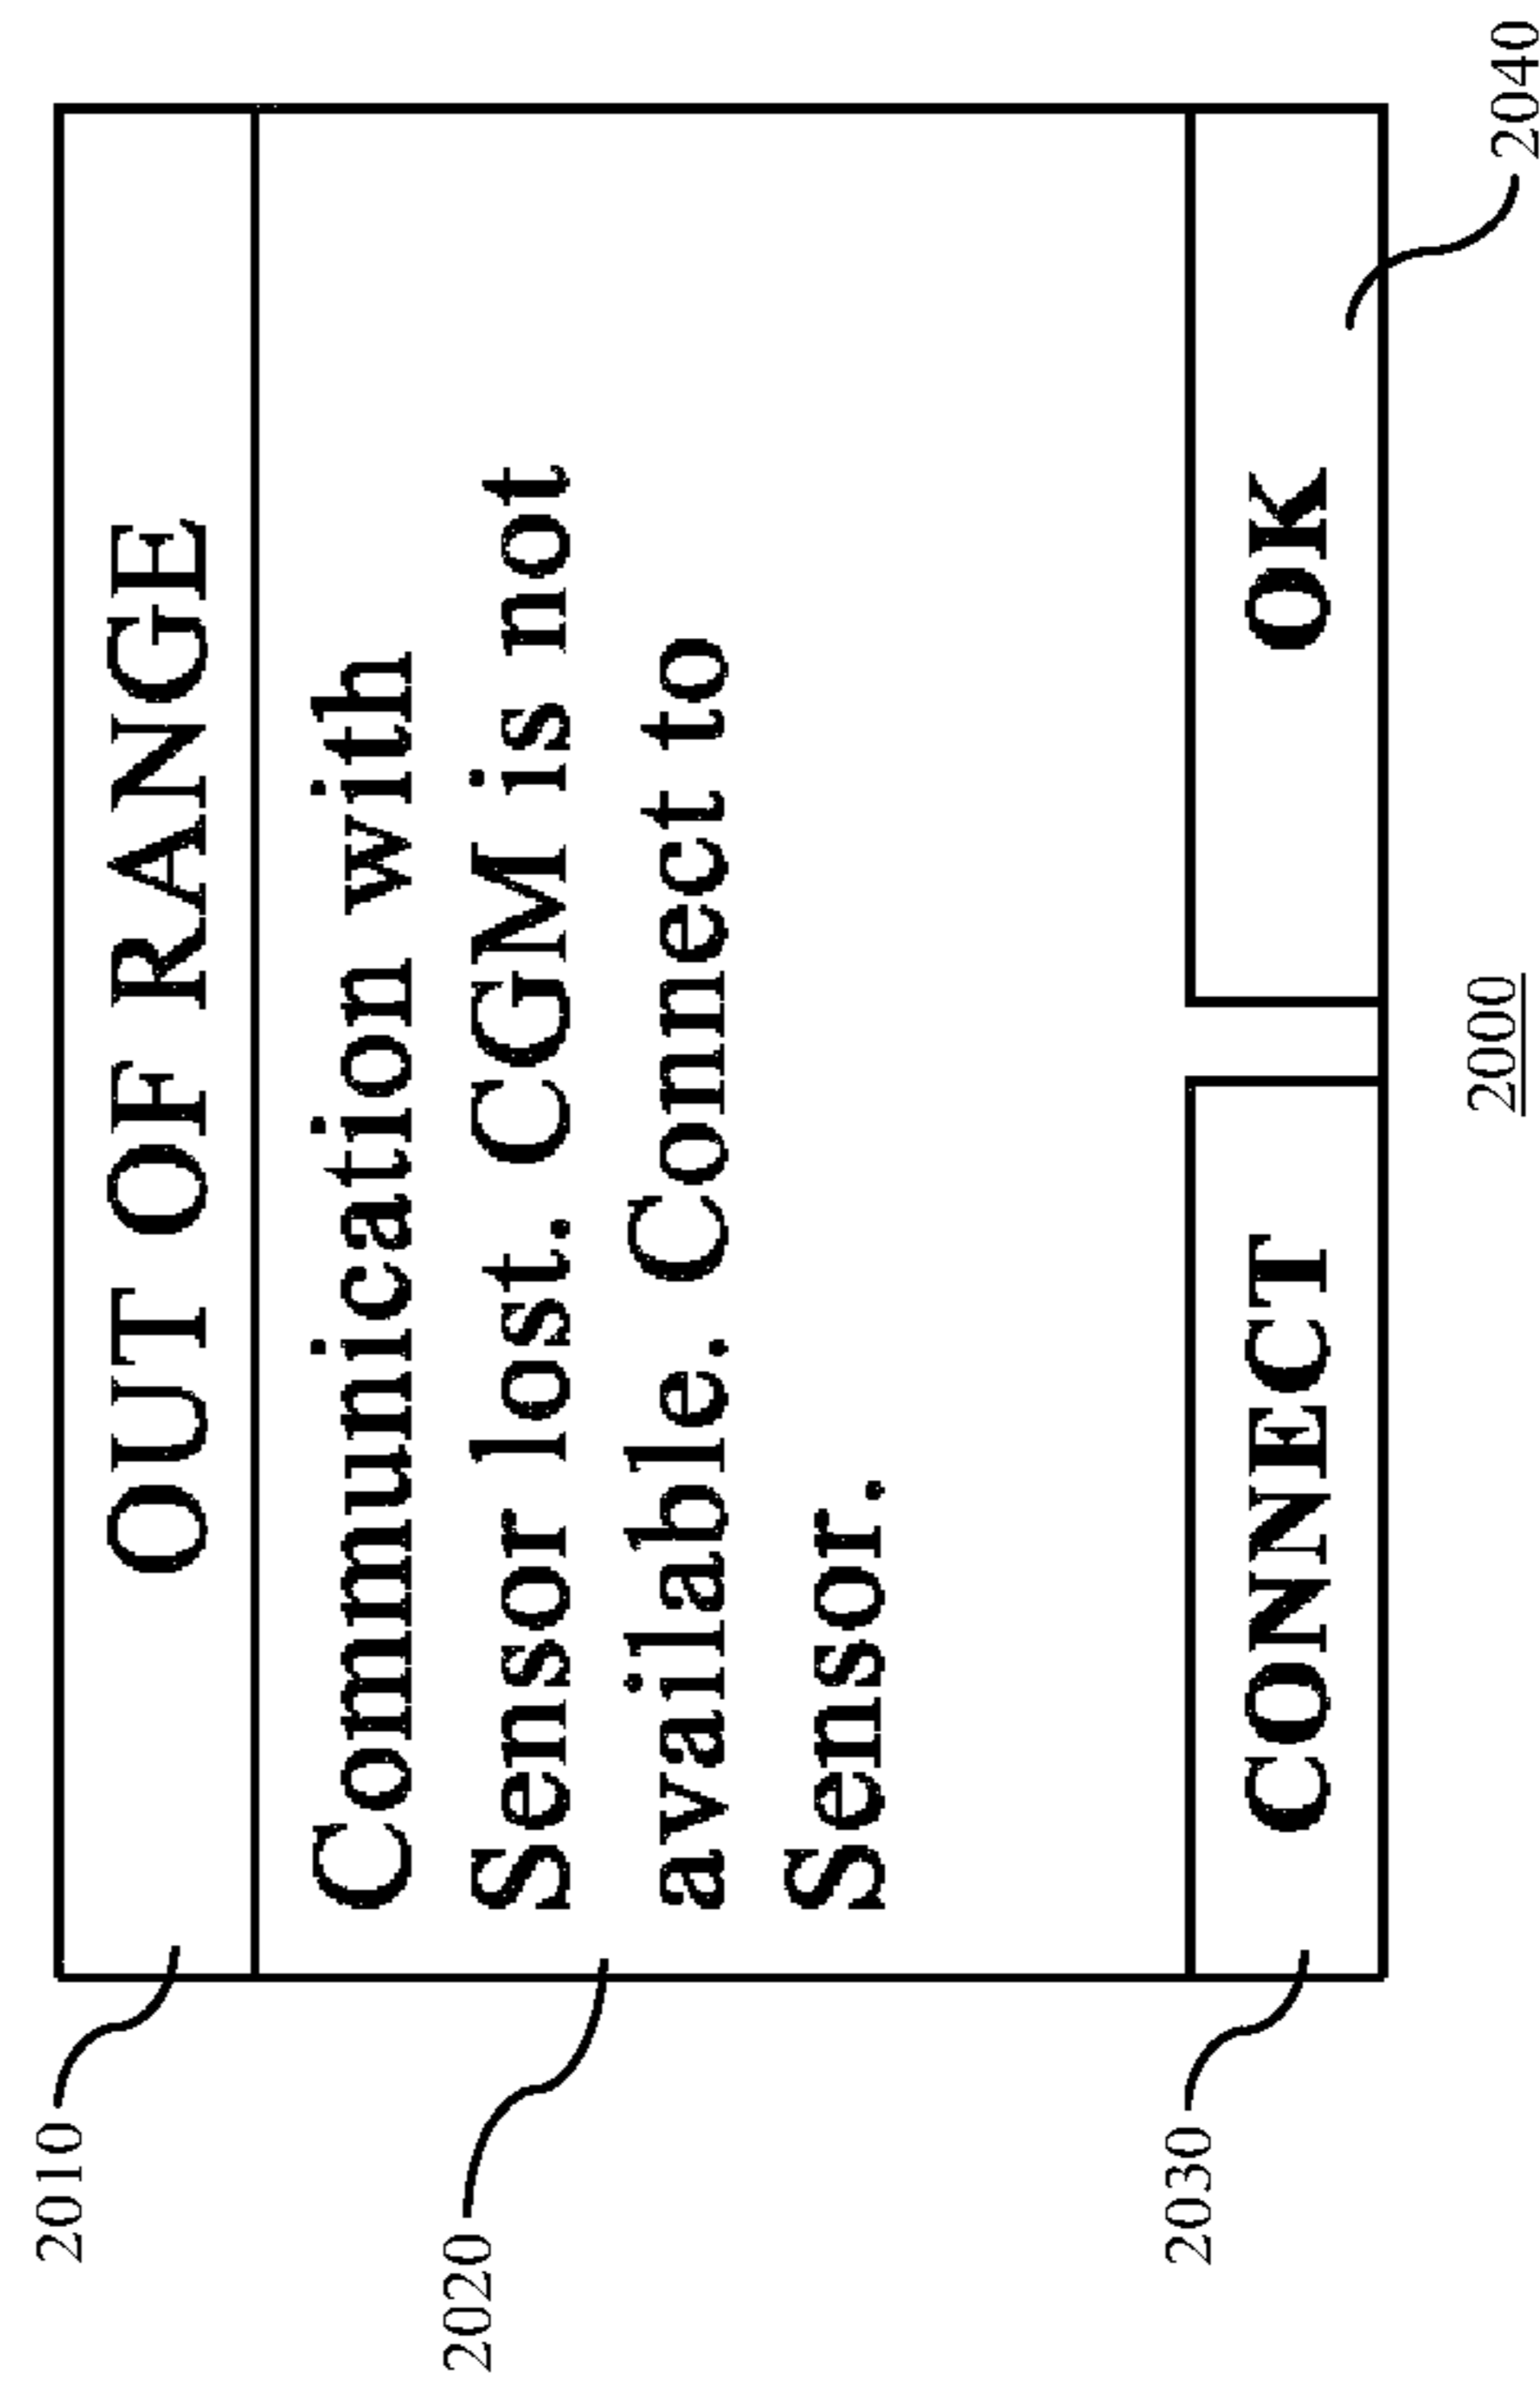 2010
OUT OF RANGE
2020
Communication with
Sensor lost. CGM is not
available. Connect to
Sensor.
2030
CONNECT
OK
2040
2000